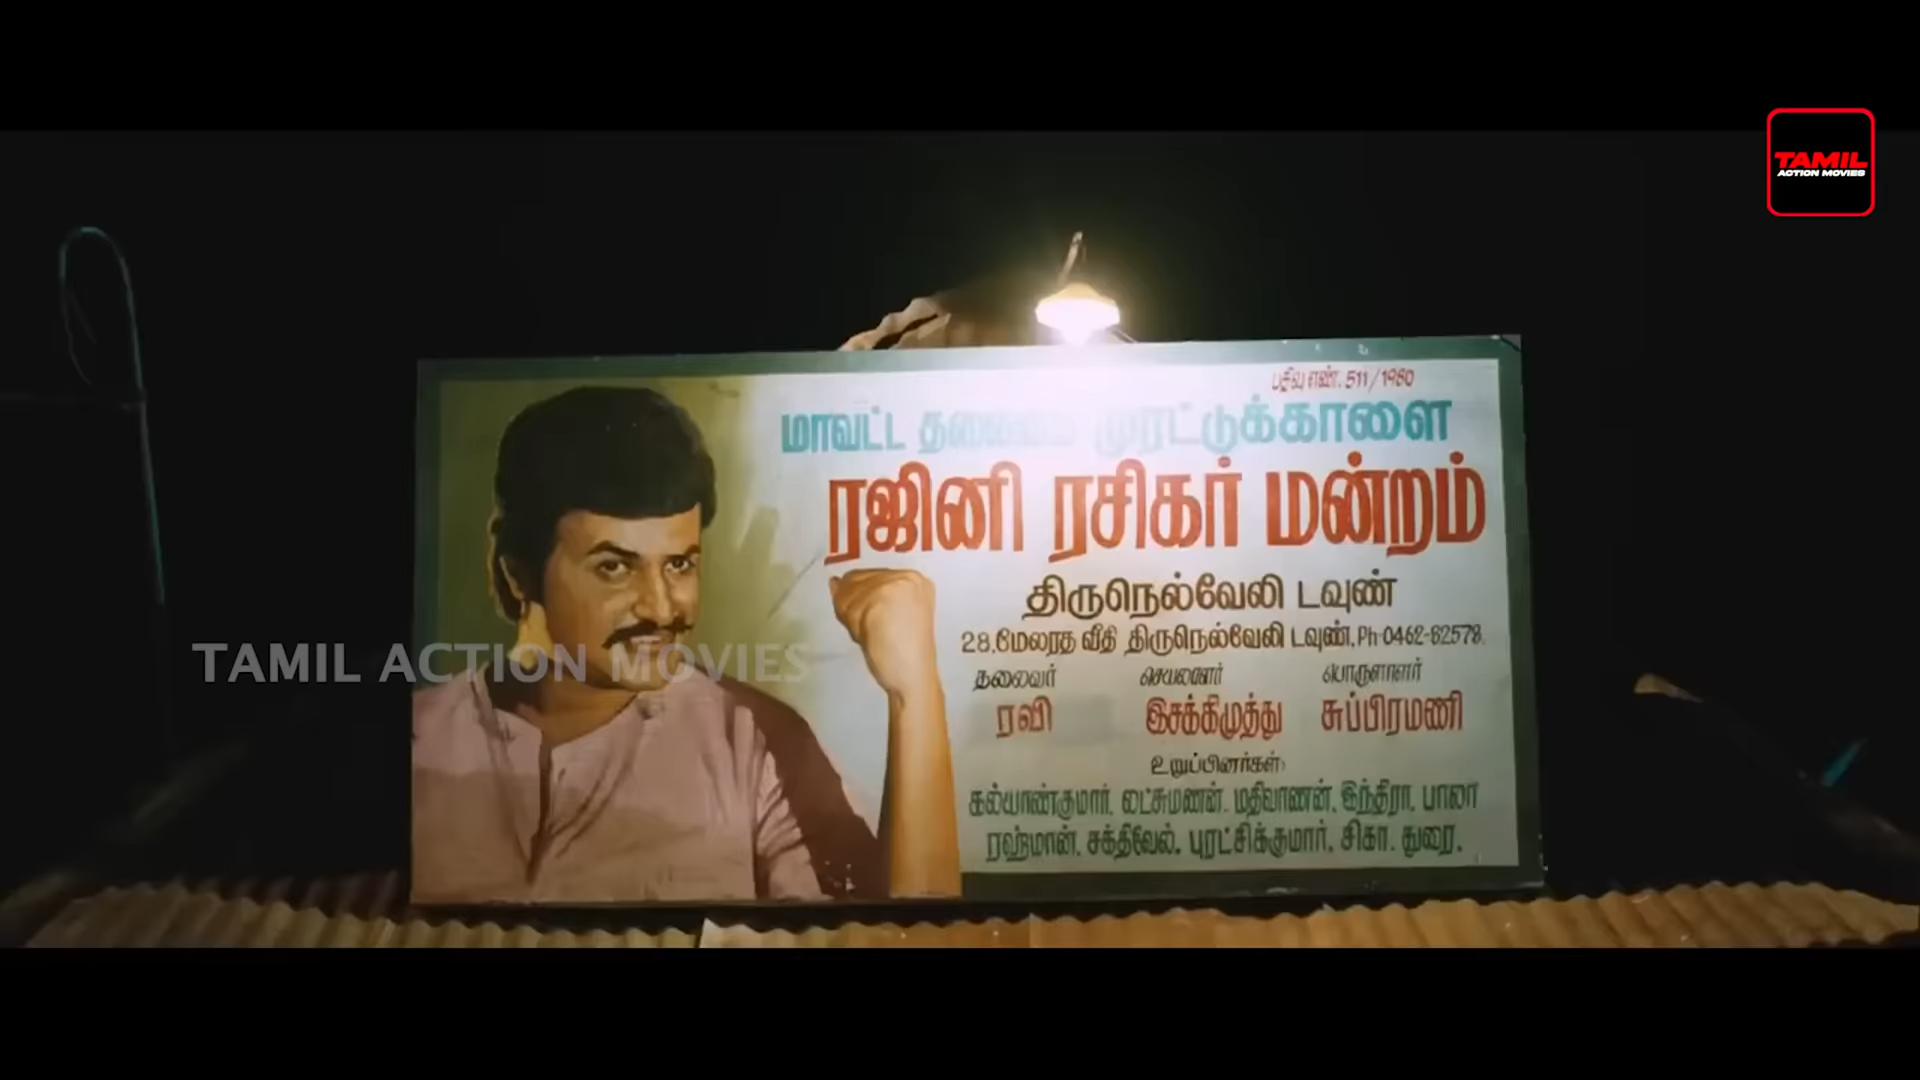 TAMIL
ACTION MOVIES
பதிவு எண். 511/1980
மாவட்ட தலைமை முரட்டுக்காளை
ரஜினி ரசிகர் மன்றம்
திருநெல்வேலி டவுண்
28,மேலரத வீதி திருநெல்வேலி டவுண், Ph-0462-82578.
TAMIL ACTION MOVIES
தலைவர் செயலாளர் பொருளாளர்
ரவி இசக்கிமுத்து சுப்பிரமணி
உறுப்பினர்கள்
கல்யாண்குமார், லட்சுமணன். மதிவாணன், இந்திரா, பாலா
ரஹ்மான், சக்திவேல், புரட்சிக்குமார், சிகா. துரை.